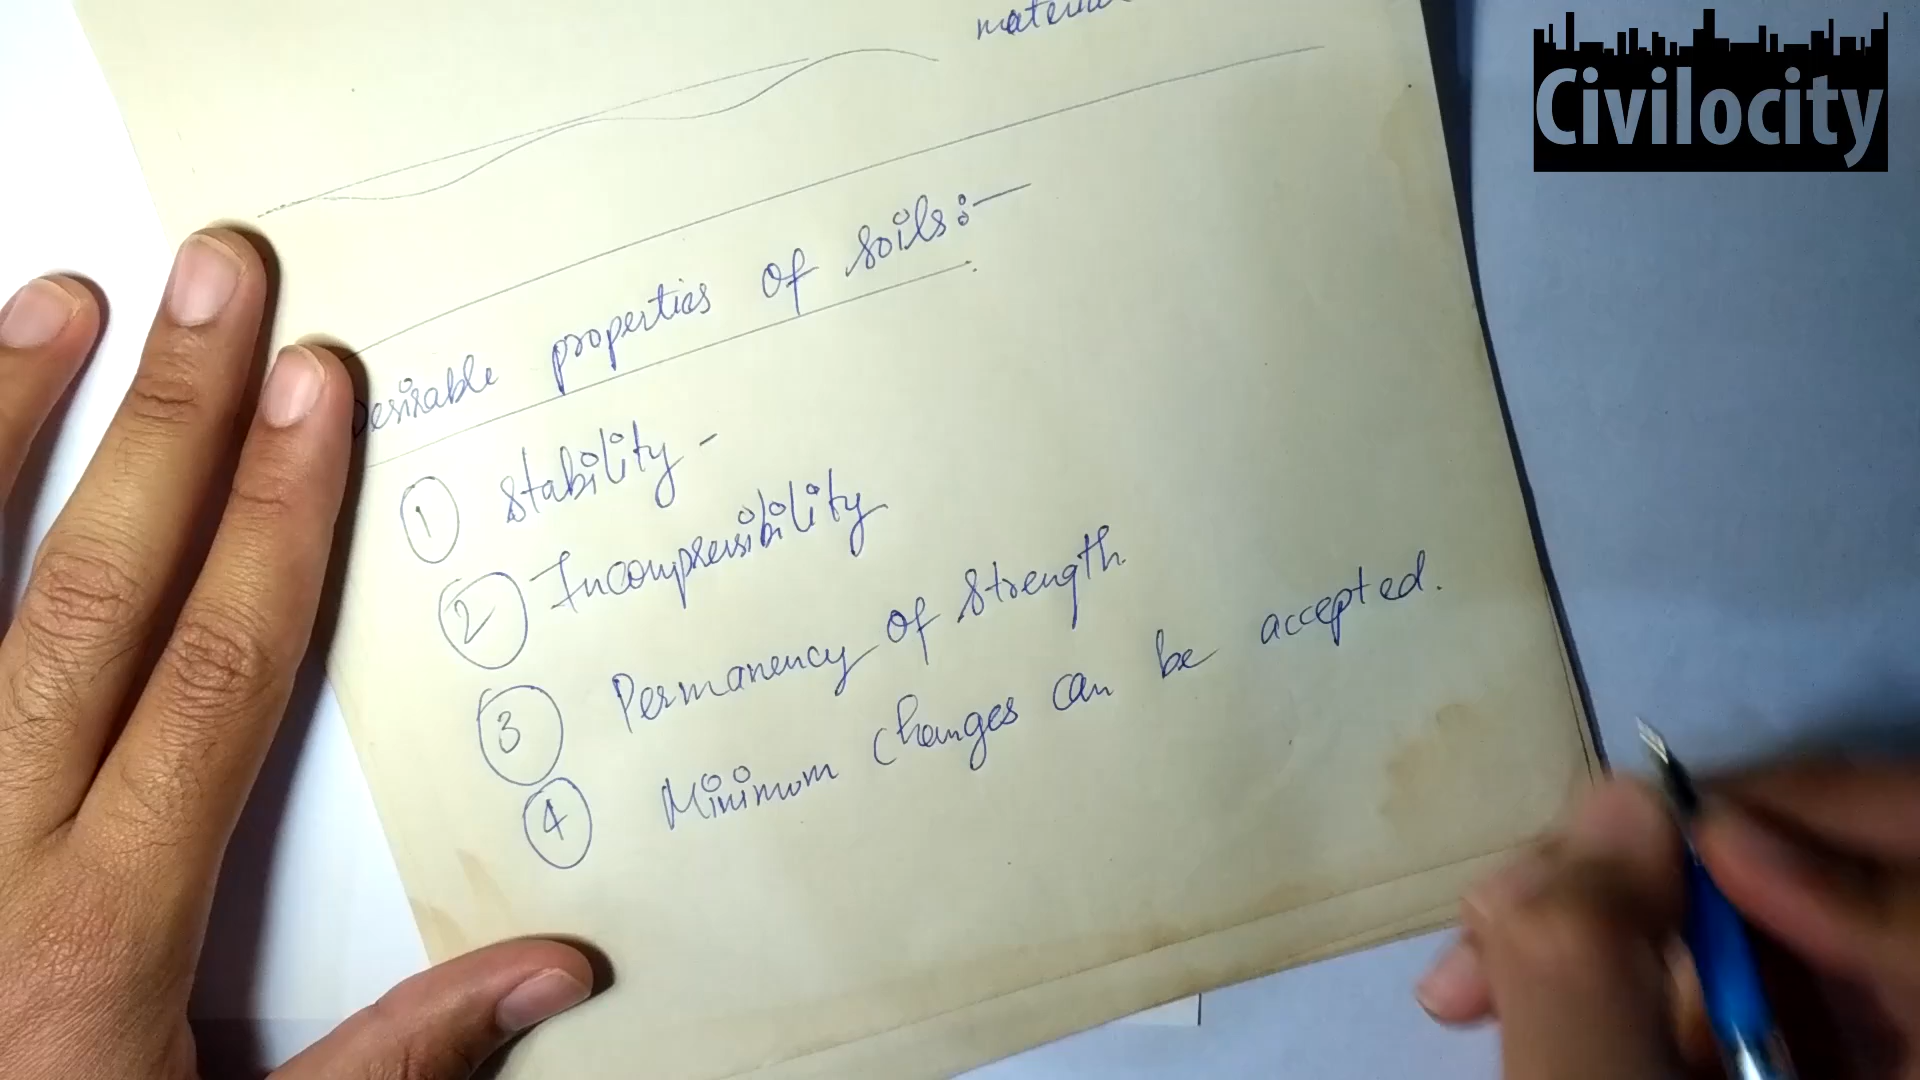 Civilocity
Desirable properties of soils:-
1 Stability -
2 Incompressibility
3 Permanency of strength
4 Minimum changes can be accepted.